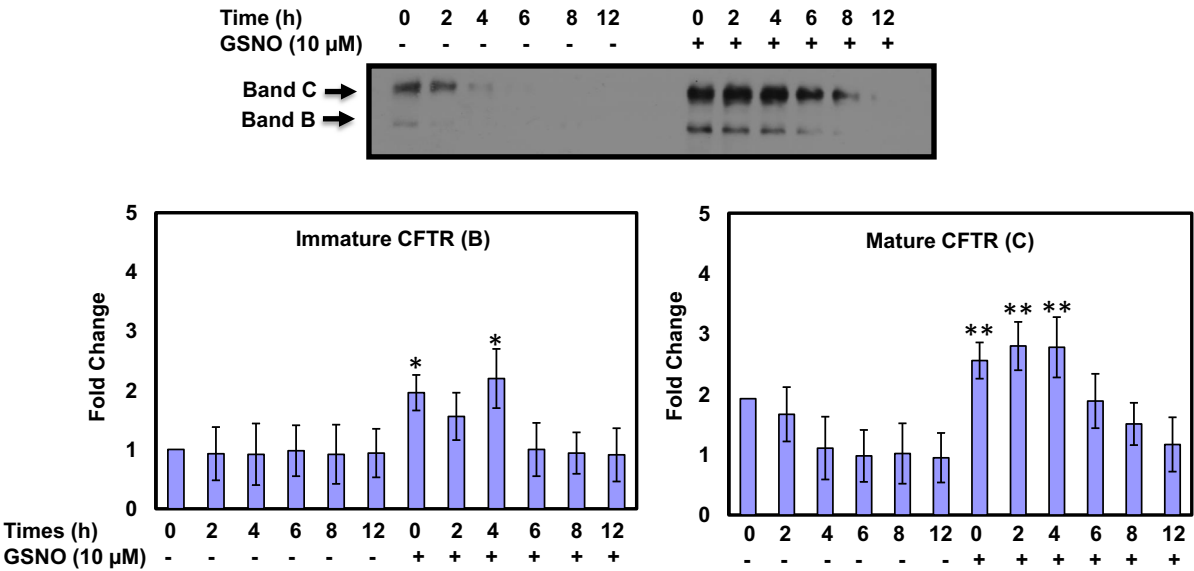 Time (h) 0 2 4 6 8 12 0 2 4 6 8 12
GSNO (10 µM) - - - - - - + + + + + +
Band C
Band B
5
4
3
2
1
0
Fold Change
Immature CFTR (B)
* *
5
4
3
2
1
0
Fold Change
Mature CFTR (C)
** ** **
Times (h) 0 2 4 6 8 12 0 2 4 6 8 12 0 2 4 6 8 12 0 2 4 6 8 12
GSNO (10 µM) - - - - - - + + + + + + - - - - - - + + + + + +